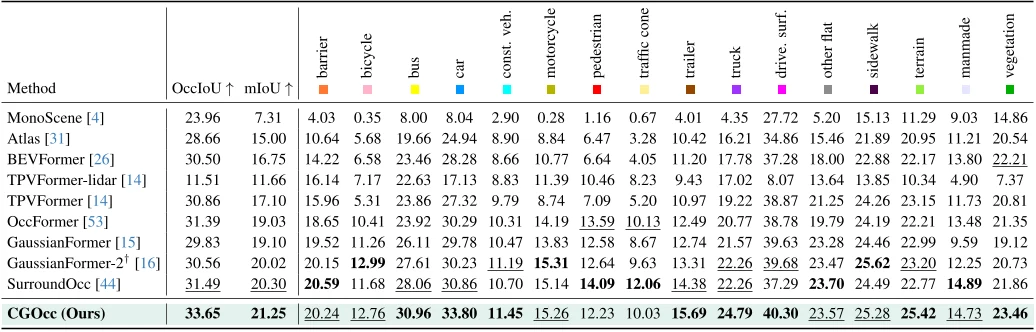 Method OccIoU ↑ mIoU ↑ barrier bicycle bus car const. veh. motorcycle pedestrian traffic cone trailer truck drive. surf. other flat sidewalk terrain manmade vegetation
MonoScene [4] 23.96 7.31 4.03 0.35 8.00 8.04 2.90 0.28 1.16 0.67 4.01 4.35 27.72 5.20 15.13 11.29 9.03 14.86
Atlas [31] 28.66 15.00 10.64 5.68 19.66 24.94 8.90 8.84 6.47 3.28 10.42 16.21 34.86 15.46 21.89 20.95 11.21 20.54
BEVFormer [26] 30.50 16.75 14.22 6.58 23.46 28.28 8.66 10.77 6.64 4.05 11.20 17.78 37.28 18.00 22.88 22.17 13.80 22.21
TPVFormer-lidar [14] 11.51 11.66 16.14 7.17 22.63 17.13 8.83 11.39 10.46 8.23 9.43 17.02 8.07 13.64 13.85 10.34 4.90 7.37
TPVFormer [14] 30.86 17.10 15.96 5.31 23.86 27.32 9.79 8.74 7.09 5.20 10.97 19.22 38.87 21.25 24.26 23.15 11.73 20.81
OccFormer [53] 31.39 19.03 18.65 10.41 23.92 30.29 10.31 14.19 13.59 10.13 12.49 20.77 38.78 19.79 24.19 22.21 13.48 21.35
GaussianFormer [15] 29.83 19.10 19.52 11.26 26.11 29.78 10.47 13.83 12.58 8.67 12.74 21.57 39.63 23.28 24.46 22.99 9.59 19.12
GaussianFormer-2† [16] 30.56 20.02 20.15 12.99 27.61 30.23 11.19 15.31 12.64 9.63 13.31 22.26 39.68 23.47 25.62 23.20 12.25 20.73
SurroundOcc [44] 31.49 20.30 20.59 11.68 28.06 30.86 10.70 15.14 14.09 12.06 14.38 22.26 37.29 23.70 24.49 22.77 14.89 21.86
CGOcc (Ours) 33.65 21.25 20.24 12.76 30.96 33.80 11.45 15.26 12.23 10.03 15.69 24.79 40.30 23.57 25.28 25.42 14.73 23.46